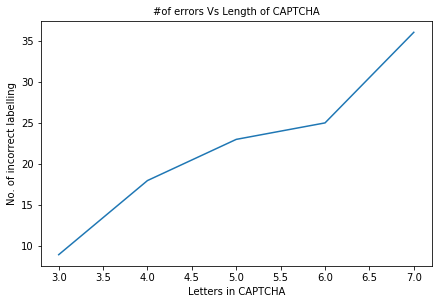 #of errors Vs Length of CAPTCHA
No. of incorrect labelling
35
30
25
20
15
10
3.0 3.5 4.0 4.5 5.0 5.5 6.0 6.5 7.0
Letters in CAPTCHA